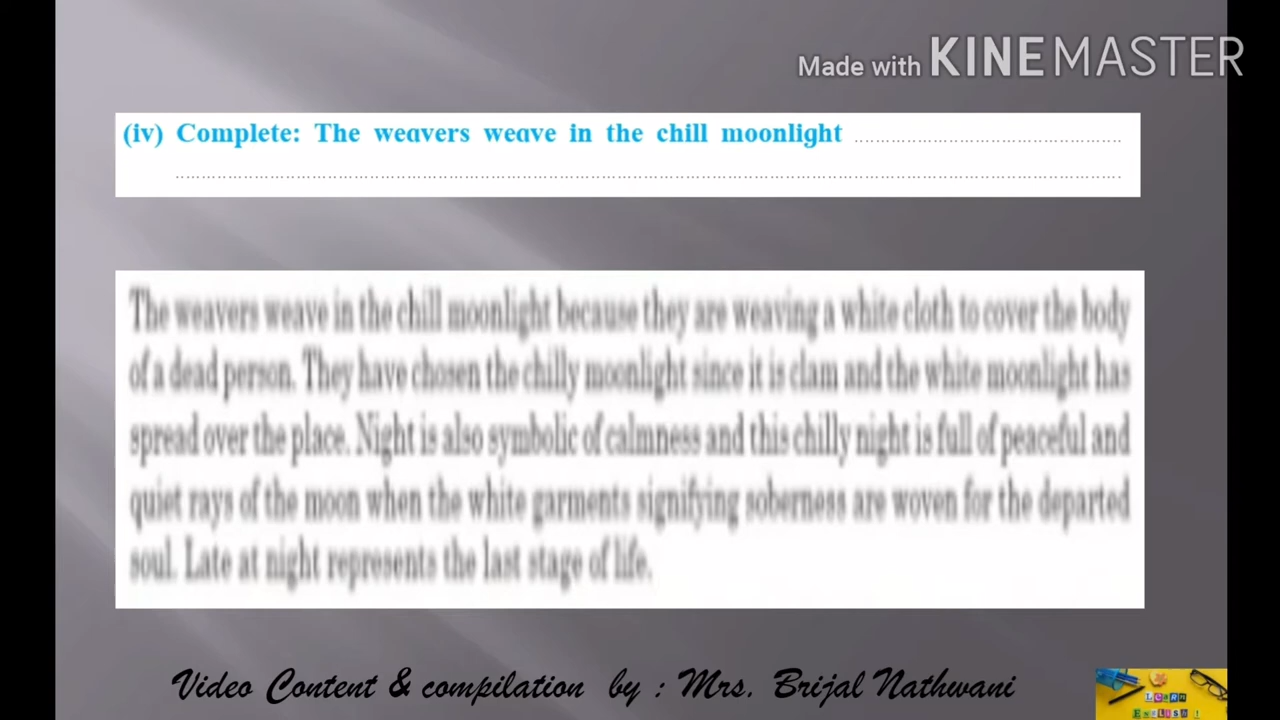 Made with KINEMASTER
(iv) Complete: The weavers weave in the chill moonlight ................................................
........................................................................................................................
The weavers weave in the chill moonlight because they are weaving a white cloth to cover the body
of a dead person. They have chosen the chilly moonlight since it is clam and the white moonlight has
spread over the place. Night is also symbolic of calmness and this chilly night is full of peaceful and
quiet rays of the moon when the white garments signifying soberness are woven for the departed
soul. Late at night represents the last stage of life.
Video Content & compilation by : Mrs. Brijal Nathwani
LEARN
ENGLISH !